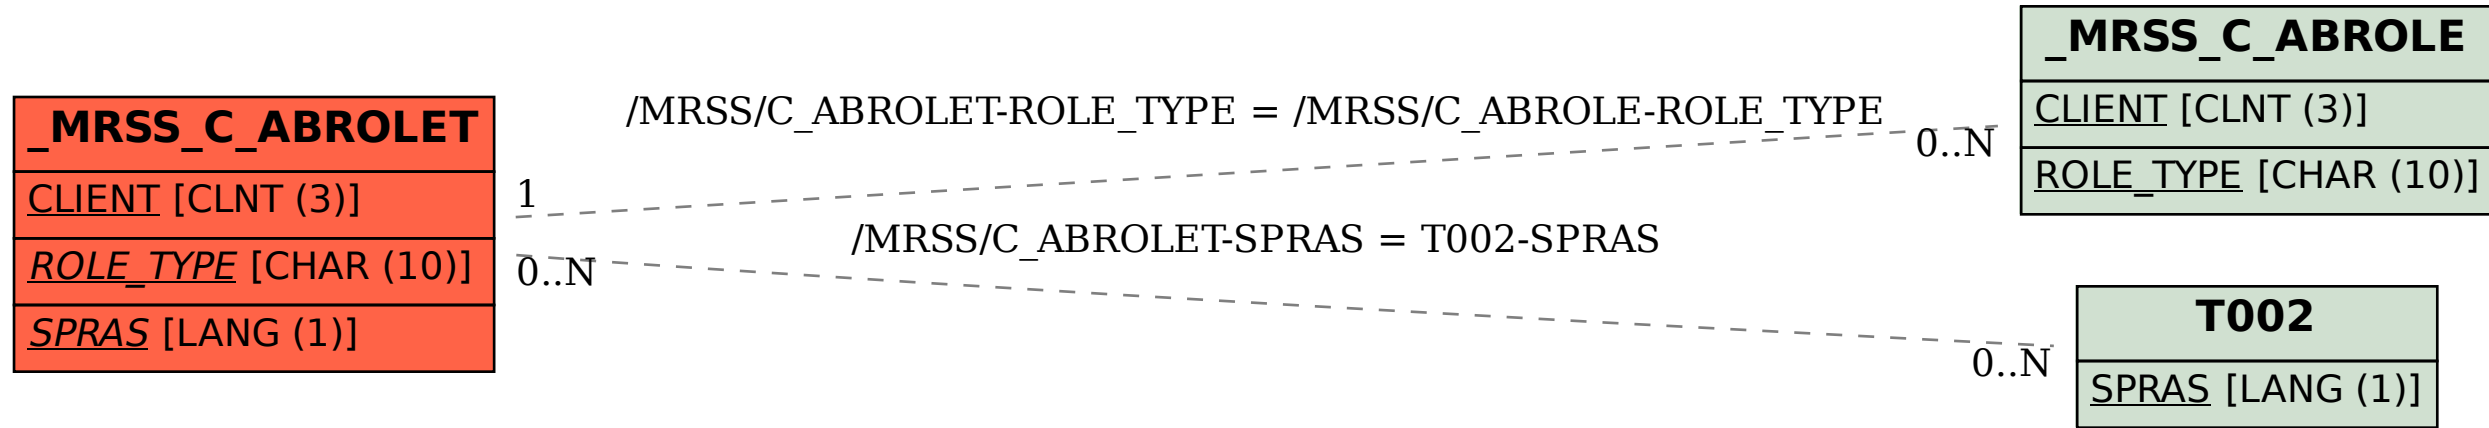 _MRSS_C_ABROLET
CLIENT [CLNT (3)]
ROLE_TYPE [CHAR (10)]
SPRAS [LANG (1)]
/MRSS/C_ABROLET-ROLE_TYPE = /MRSS/C_ABROLE-ROLE_TYPE
1
0..N
/MRSS/C_ABROLET-SPRAS = T002-SPRAS
0..N
0..N
_MRSS_C_ABROLE
CLIENT [CLNT (3)]
ROLE_TYPE [CHAR (10)]
T002
SPRAS [LANG (1)]